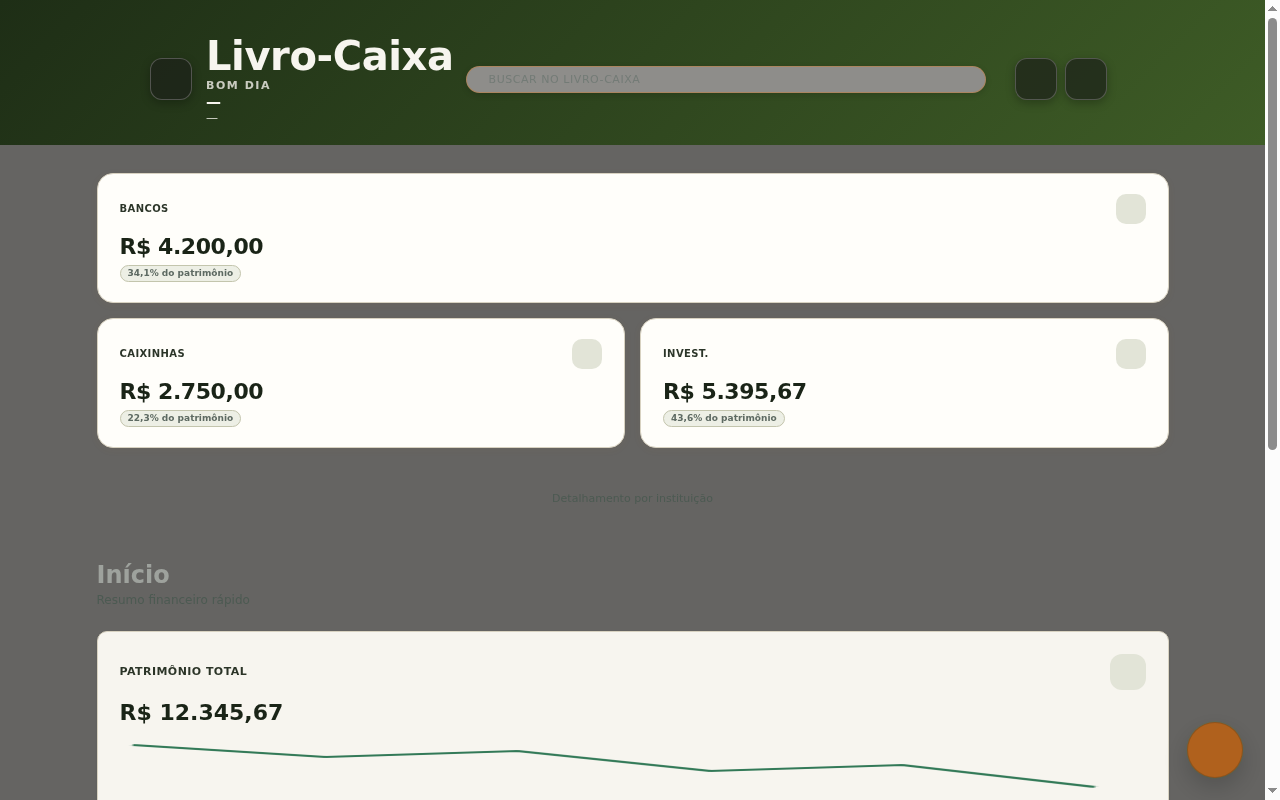 Livro-Caixa
BOM DIA
—
—
BUSCAR NO LIVRO-CAIXA
BANCOS
R$ 4.200,00
34,1% do patrimônio
CAIXINHAS
R$ 2.750,00
22,3% do patrimônio
INVEST.
R$ 5.395,67
43,6% do patrimônio
Detalhamento por instituição
Início
Resumo financeiro rápido
PATRIMÔNIO TOTAL
R$ 12.345,67